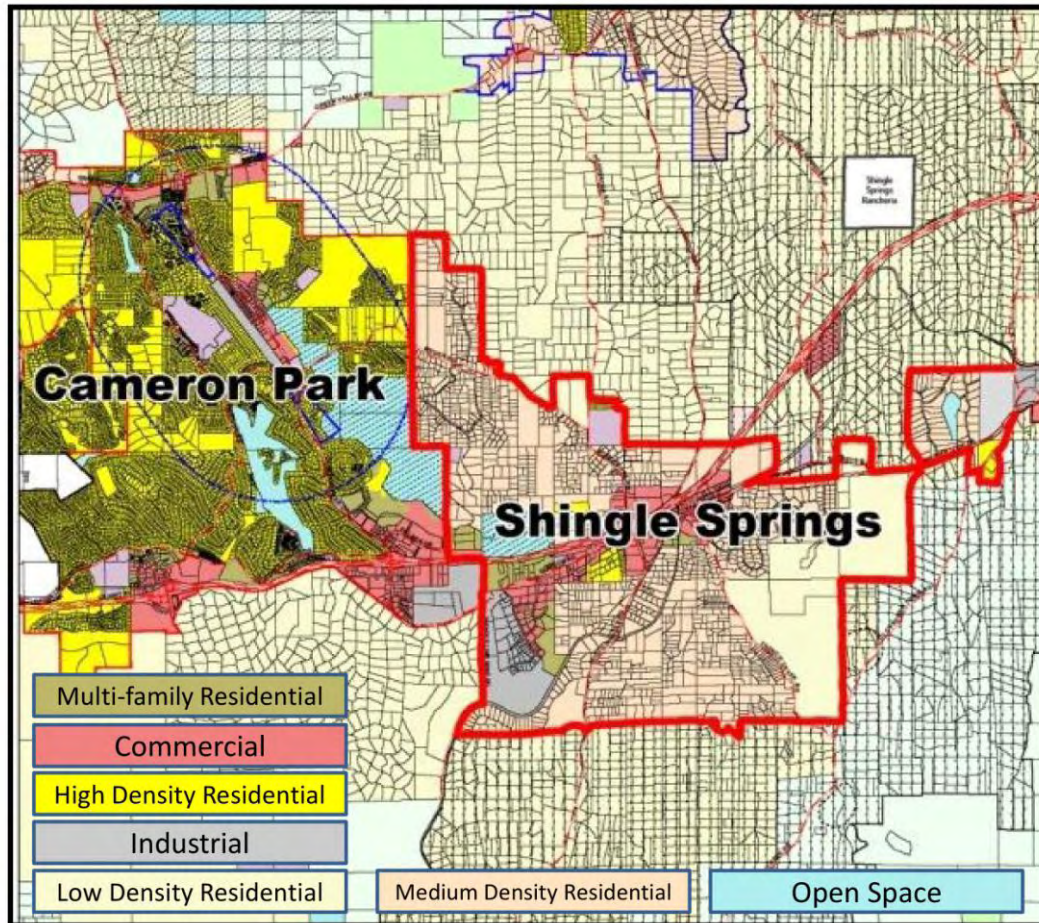 Shingle
Springs
Rancheria
Cameron Park
Shingle Springs
Multi-family Residential
Commercial
High Density Residential
Industrial
Low Density Residential
Medium Density Residential
Open Space